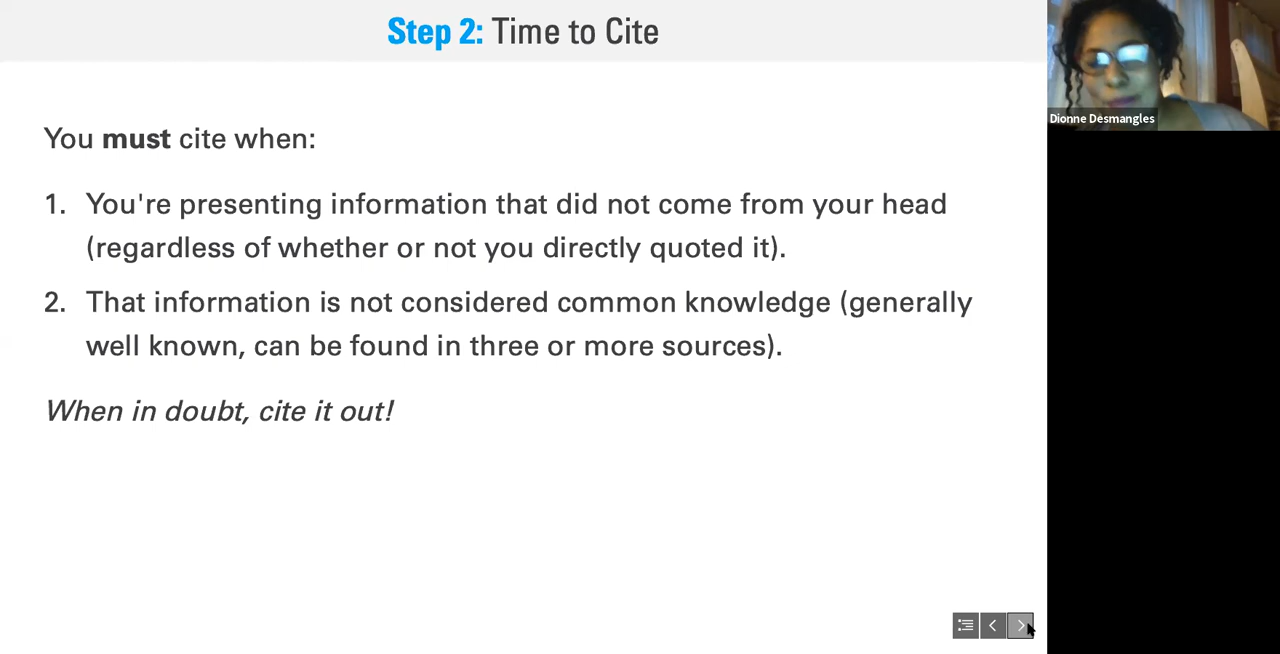 Step 2: Time to Cite
Dionne Desmangles
You must cite when:
1. You're presenting information that did not come from your head
(regardless of whether or not you directly quoted it).
2. That information is not considered common knowledge (generally
well known, can be found in three or more sources).
When in doubt, cite it out!